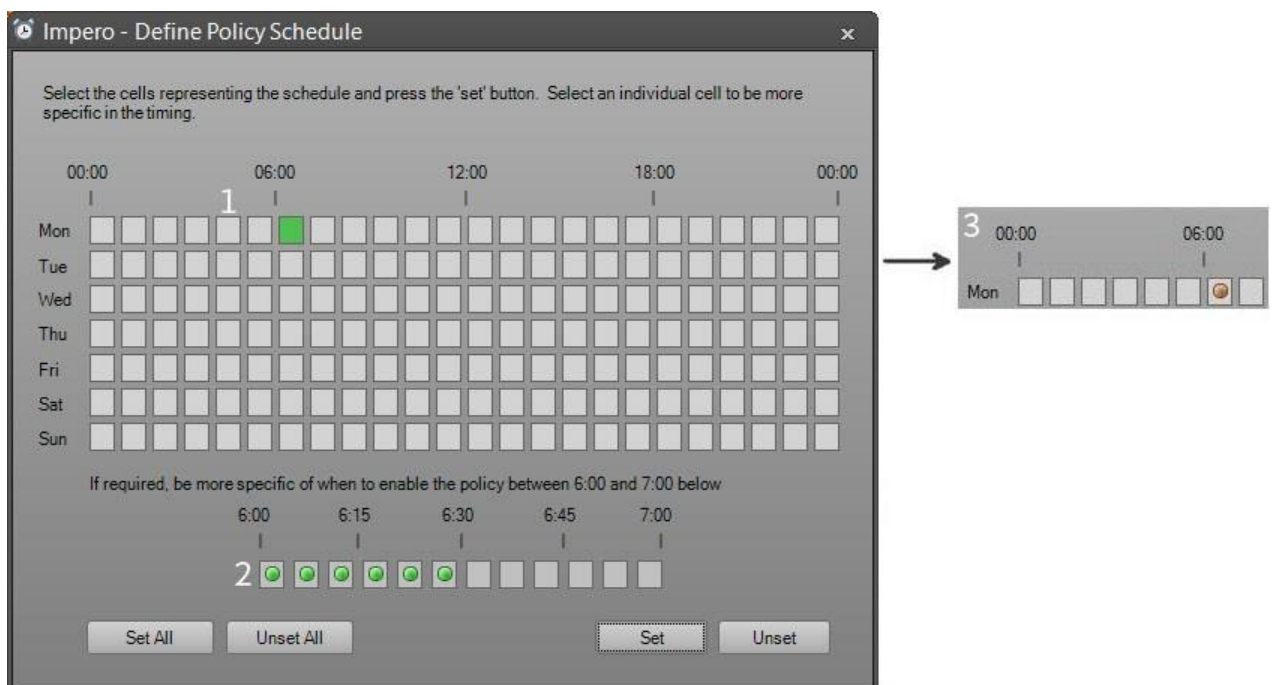 Impero - Define Policy Schedule x
Select the cells representing the schedule and press the 'set' button. Select an individual cell to be more
specific in the timing.
00:00 06:00 12:00 18:00 00:00
1
Mon
Tue
Wed
Thu
Fri
Sat
Sun
If required, be more specific of when to enable the policy between 6:00 and 7:00 below
6:00 6:15 6:30 6:45 7:00
2
Set All Unset All Set Unset
3 00:00 06:00
Mon